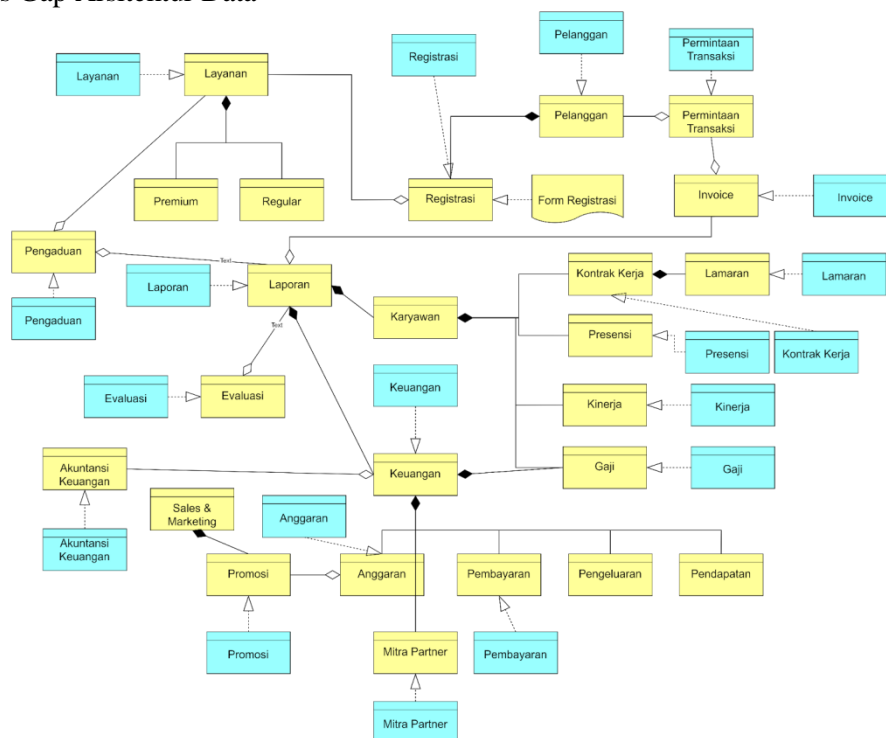 s Gap Arsitektur Data
Pelanggan
Permintaan
Transaksi
Registrasi
Layanan
Layanan
Pelanggan
Permintaan
Transaksi
Premium
Regular
Registrasi
Form Registrasi
Invoice
Invoice
Pengaduan
Text
Laporan
Laporan
Kontrak Kerja
Lamaran
Lamaran
Pengaduan
Karyawan
Text
Presensi
Presensi
Kontrak Kerja
Evaluasi
Evaluasi
Keuangan
Kinerja
Kinerja
Akuntansi
Keuangan
Keuangan
Gaji
Gaji
Sales &
Marketing
Anggaran
Akuntansi
Keuangan
Promosi
Anggaran
Pembayaran
Pengeluaran
Pendapatan
Promosi
Mitra Partner
Pembayaran
Mitra Partner